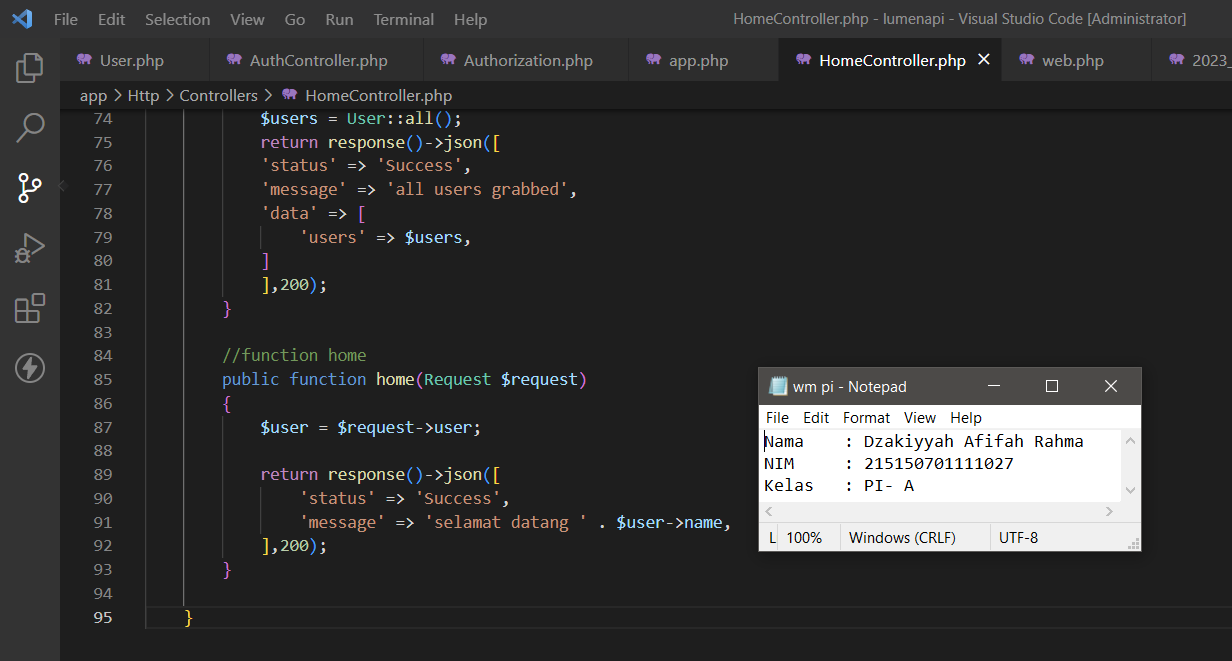 File Edit Selection View Go Run Terminal Help HomeController.php - lumenapi - Visual Studio Code [Administrator]
User.php AuthController.php Authorization.php app.php HomeController.php web.php 2023_
app > Http > Controllers > HomeController.php
74 $users = User::all();
75 return response()->json([
76 'status' => 'Success',
77 'message' => 'all users grabbed',
78 'data' => [
79 'users' => $users,
80 ]
81 ],200);
82 }
83
84 //function home
85 public function home(Request $request)
86 {
87 $user = $request->user;
88
89 return response()->json([
90 'status' => 'Success',
91 'message' => 'selamat datang ' . $user->name,
92 ],200);
93 }
94
95 }
wm pi - Notepad
File Edit Format View Help
Nama : Dzakiyyah Afifah Rahma
NIM : 215150701111027
Kelas : PI- A
L 100% Windows (CRLF) UTF-8